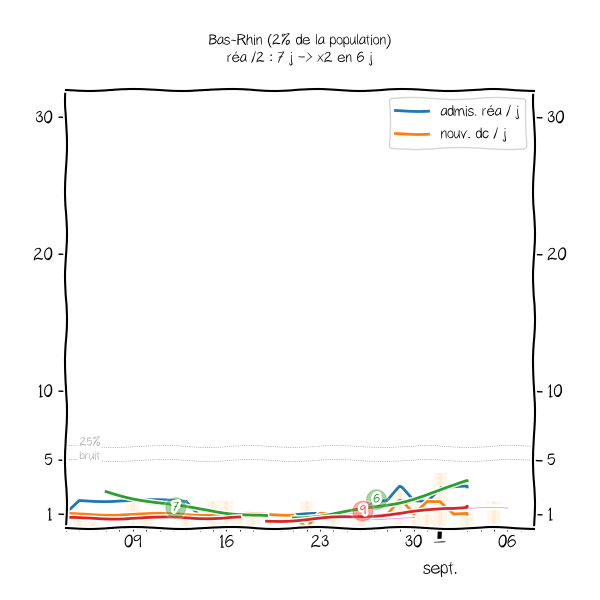 Bas-Rhin (2% de la population)
réa /2 : 7 j -> x2 en 6 j
admis. réa / j
nouv. dc / j
30 30
20 20
10 10
25%
bruit
5 5
7 9 6
1 1
09 16 23 30 06
sept.